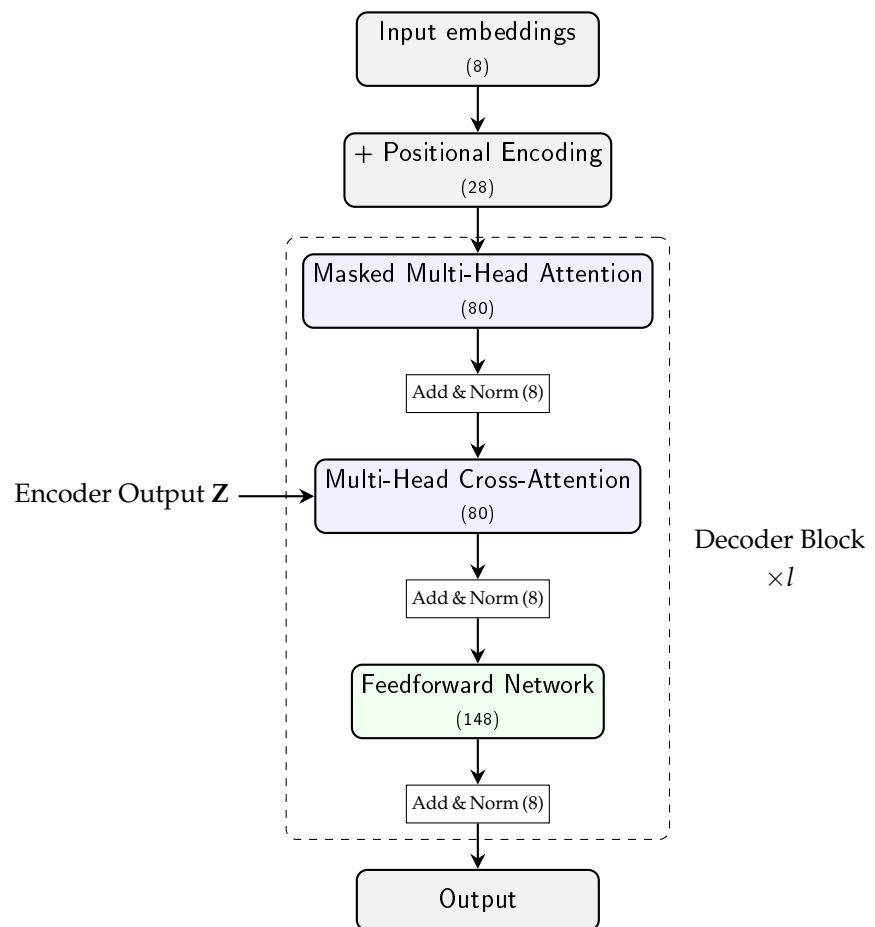 Input embeddings
(8)
+ Positional Encoding
(28)
Masked Multi-Head Attention
(80)
Add & Norm (8)
Encoder Output Z
Multi-Head Cross-Attention
(80)
Decoder Block
×l
Add & Norm (8)
Feedforward Network
(148)
Add & Norm (8)
Output